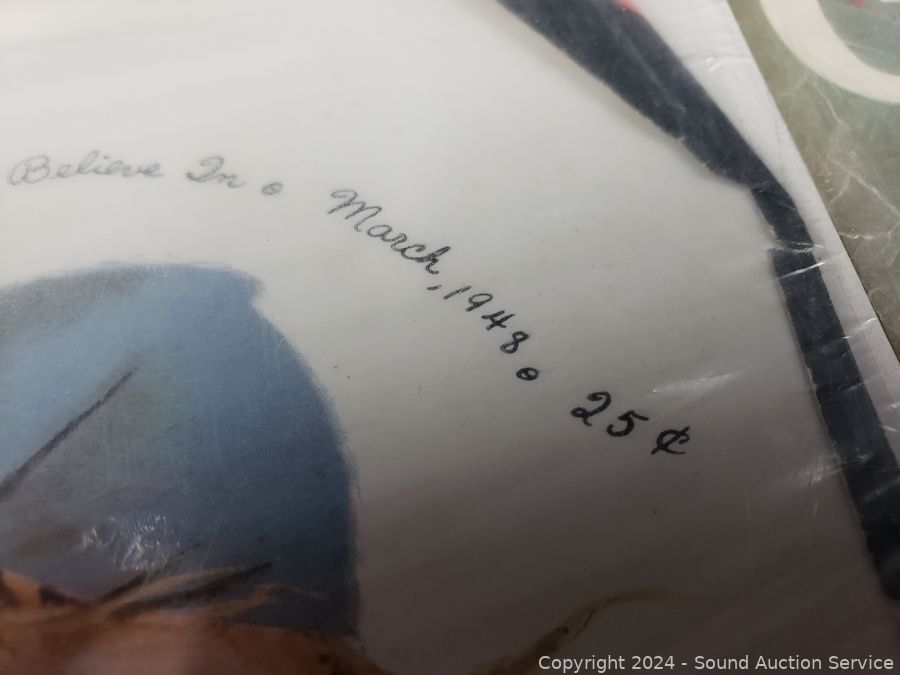 Believe In • March, 1948 • 25¢
Copyright 2024 - Sound Auction Service